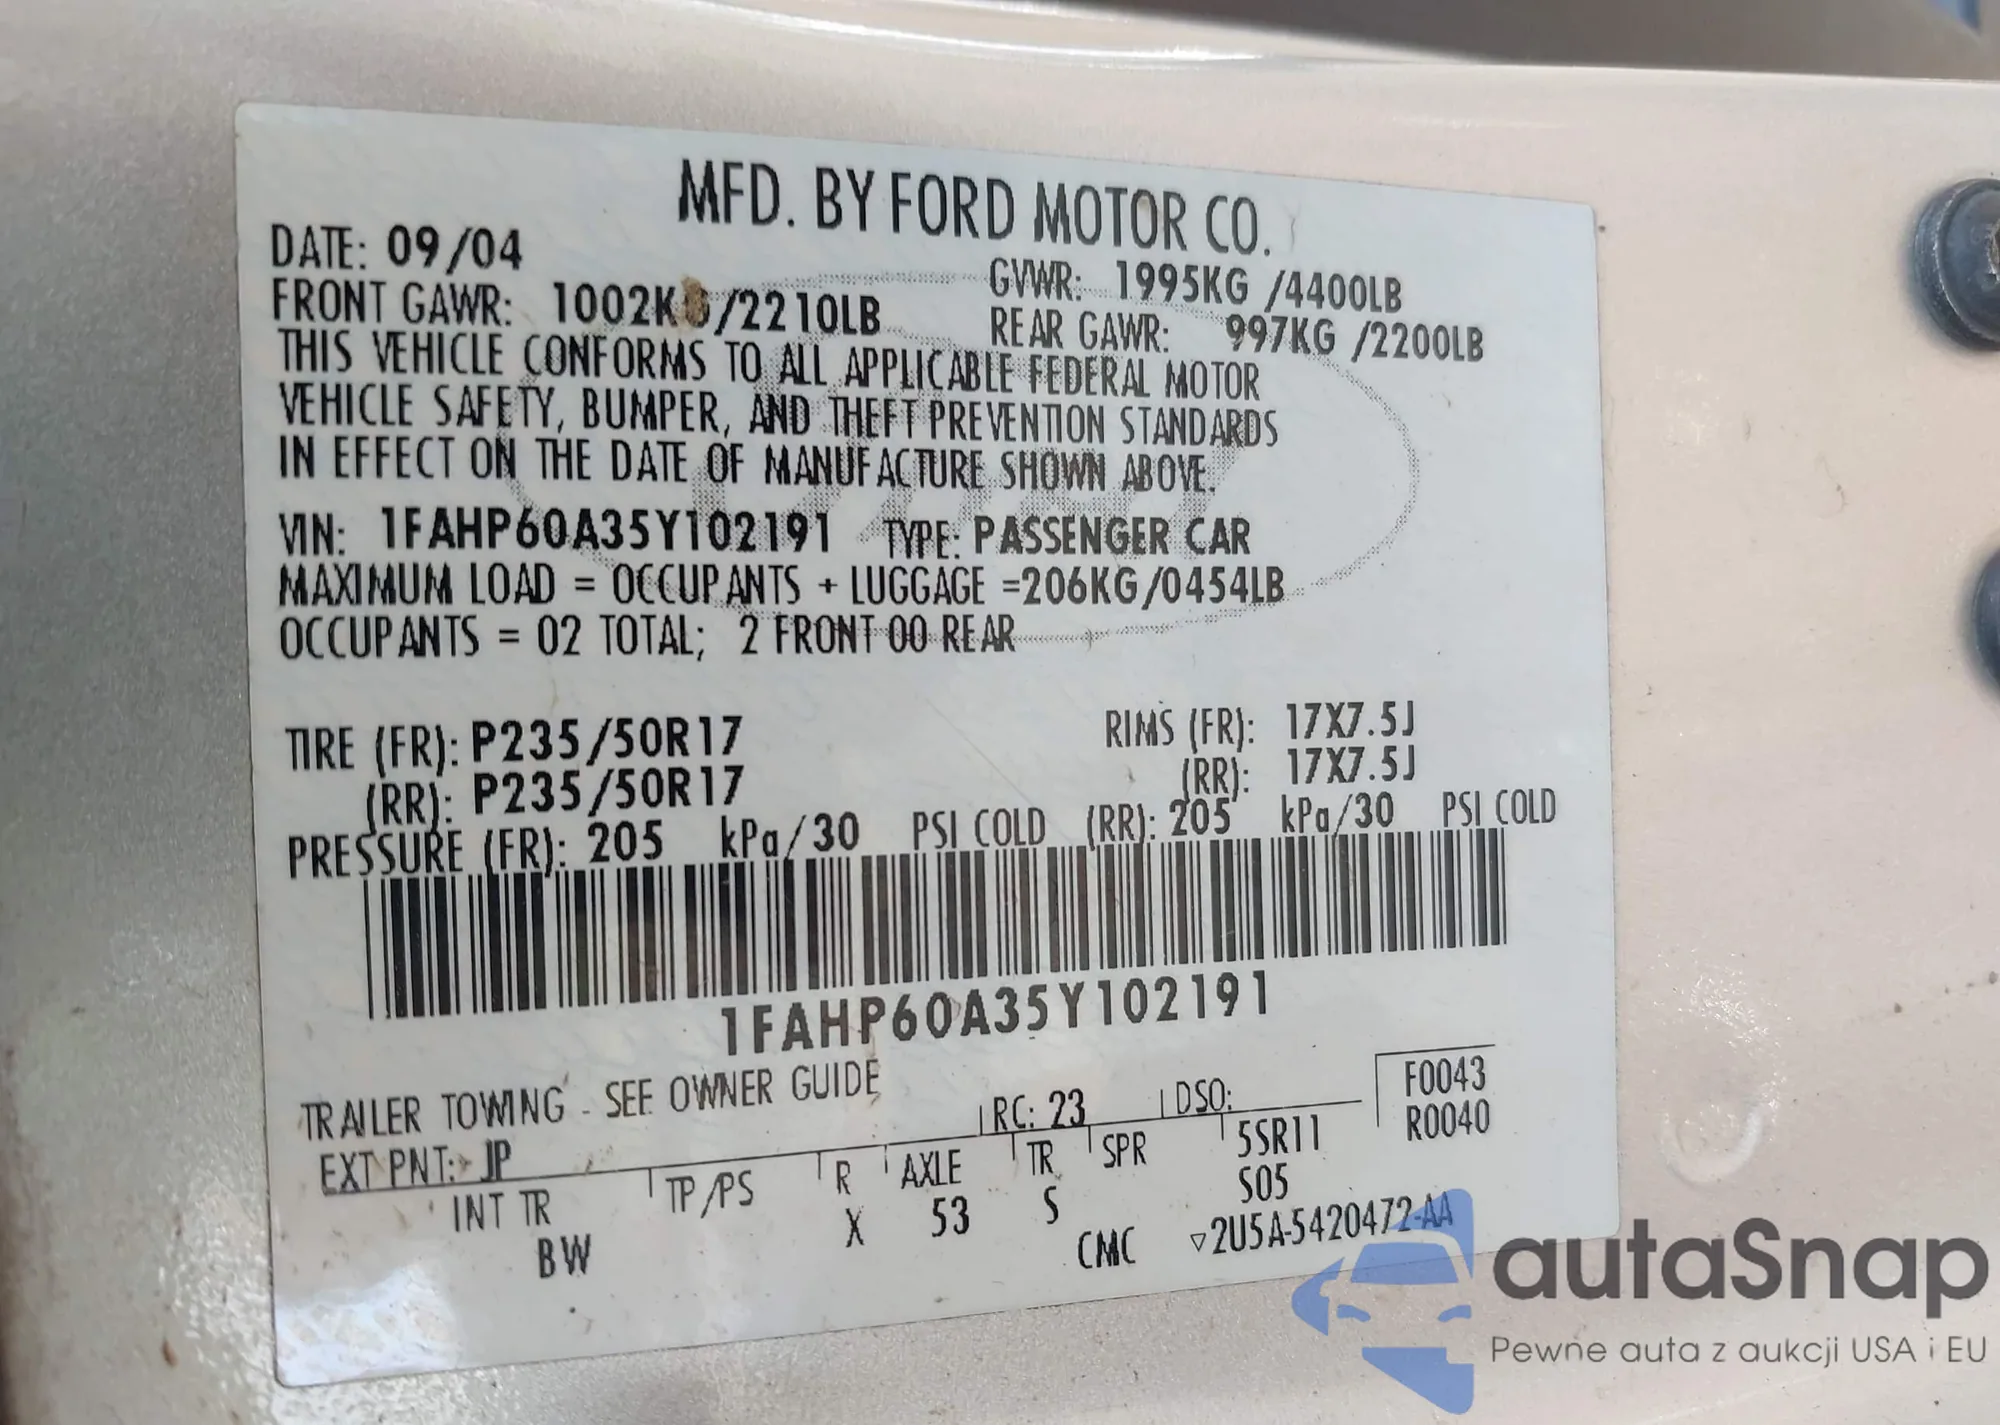 MFD. BY FORD MOTOR CO.
DATE: 09/04
GVWR: 1995KG /4400LB
FRONT GAWR: 1002KG/2210LB
REAR GAWR: 997KG /2200LB
THIS VEHICLE CONFORMS TO ALL APPLICABLE FEDERAL MOTOR
VEHICLE SAFETY, BUMPER, AND THEFT PREVENTION STANDARDS
IN EFFECT ON THE DATE OF MANUFACTURE SHOWN ABOVE.
VIN: 1FAHP60A35Y102191 TYPE: PASSENGER CAR
MAXIMUM LOAD = OCCUPANTS + LUGGAGE =206KG/0454LB
OCCUPANTS = 02 TOTAL; 2 FRONT 00 REAR
TIRE (FR): P235/50R17 RIMS (FR): 17X7.5J
(RR): P235/50R17 (RR): 17X7.5J
PRESSURE (FR): 205 kPa/30 PSI COLD (RR): 205 kPa/30 PSI COLD
1FAHP60A35Y102191
TRAILER TOWING - SEE OWNER GUIDE
EXT PNT: JP RC: 23 DSO: F0043
R0040
INT TR TP/PS R AXLE TR SPR 5SR11
BW X 53 S S05
CMC ▽2U5A-5420472-AA
autaSnap
Pewne auta z aukcji USA i EU